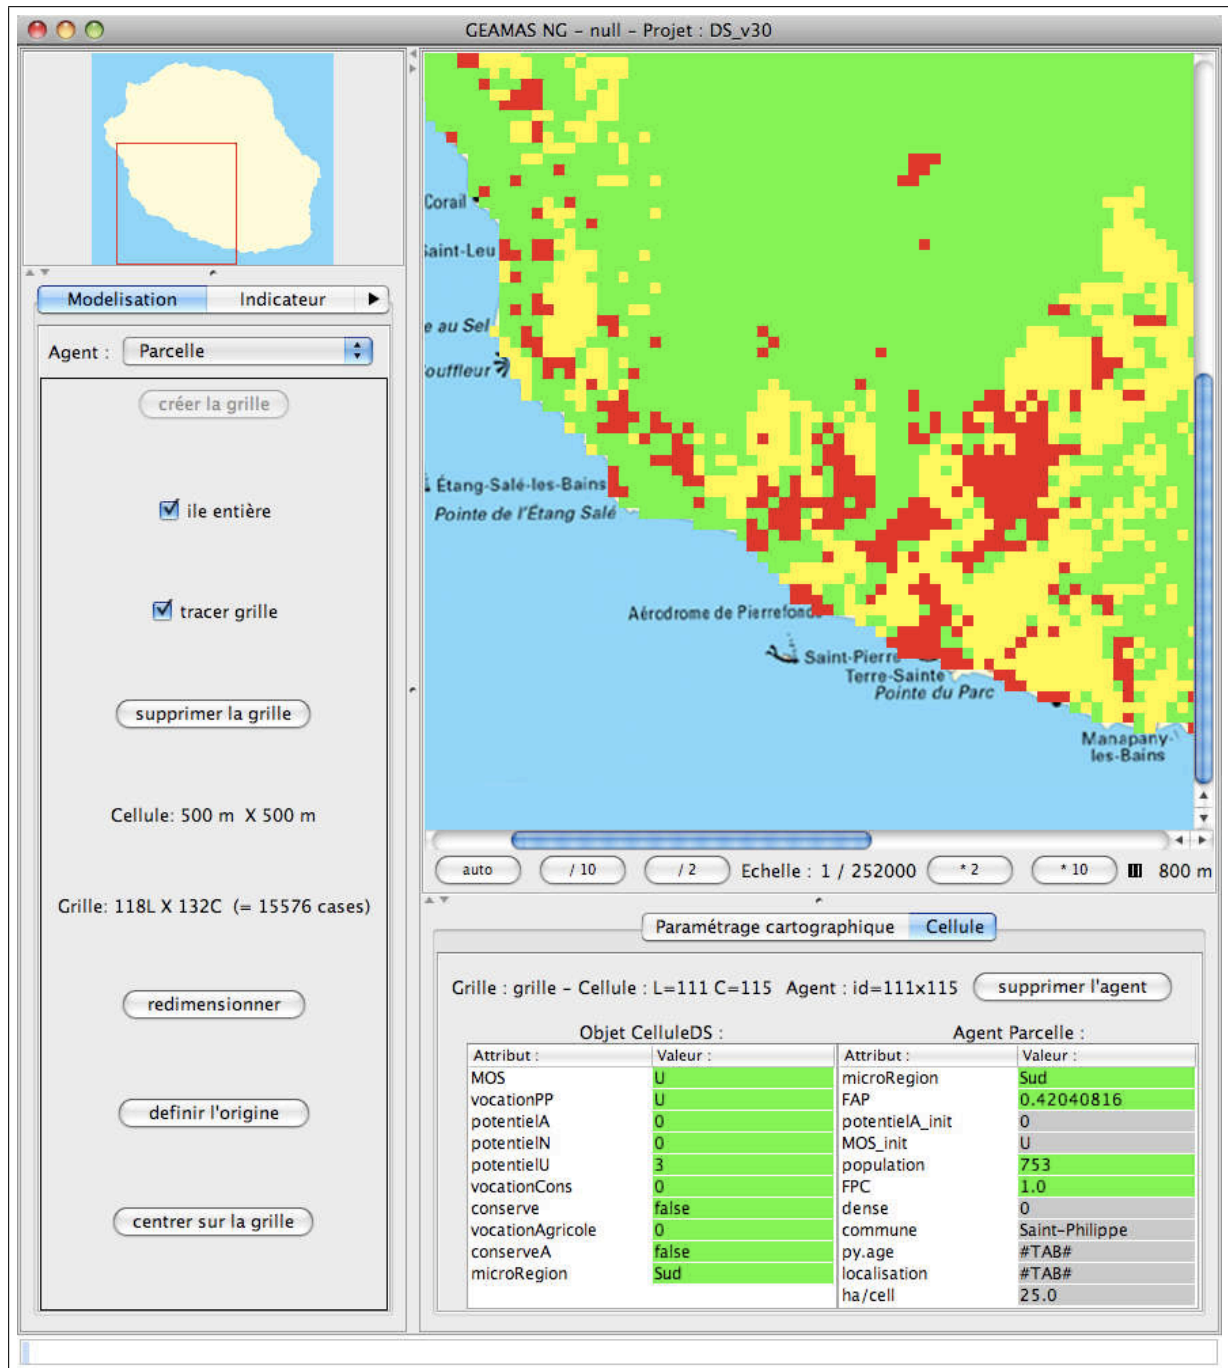 GEAMAS NG – null – Projet : DS_v30
Corail
Saint-Leu
e au Sel
ouffleur
Étang-Salé-les-Bains
Pointe de l'Étang Salé
Aérodrome de Pierrefonds
Saint-Pierre
Terre-Sainte
Pointe du Parc
Manapany-
les-Bains
Modelisation Indicateur
Agent : Parcelle
créer la grille
ile entière
tracer grille
supprimer la grille
Cellule: 500 m X 500 m
Grille: 118L X 132C (= 15576 cases)
redimensionner
definir l'origine
centrer sur la grille
auto / 10 / 2 Echelle : 1 / 252000 * 2 * 10 800 m
Paramétrage cartographique Cellule
Grille : grille – Cellule : L=111 C=115 Agent : id=111x115 supprimer l'agent
Objet CelluleDS :
Attribut : Valeur :
MOS U
vocationPP U
potentielA 0
potentielN 0
potentielU 3
vocationCons 0
conserve false
vocationAgricole 0
conserveA false
microRegion Sud
Agent Parcelle :
Attribut : Valeur :
microRegion Sud
FAP 0.42040816
potentielA_init 0
MOS_init U
population 753
FPC 1.0
dense 0
commune Saint-Philippe
py.age #TAB#
localisation #TAB#
ha/cell 25.0